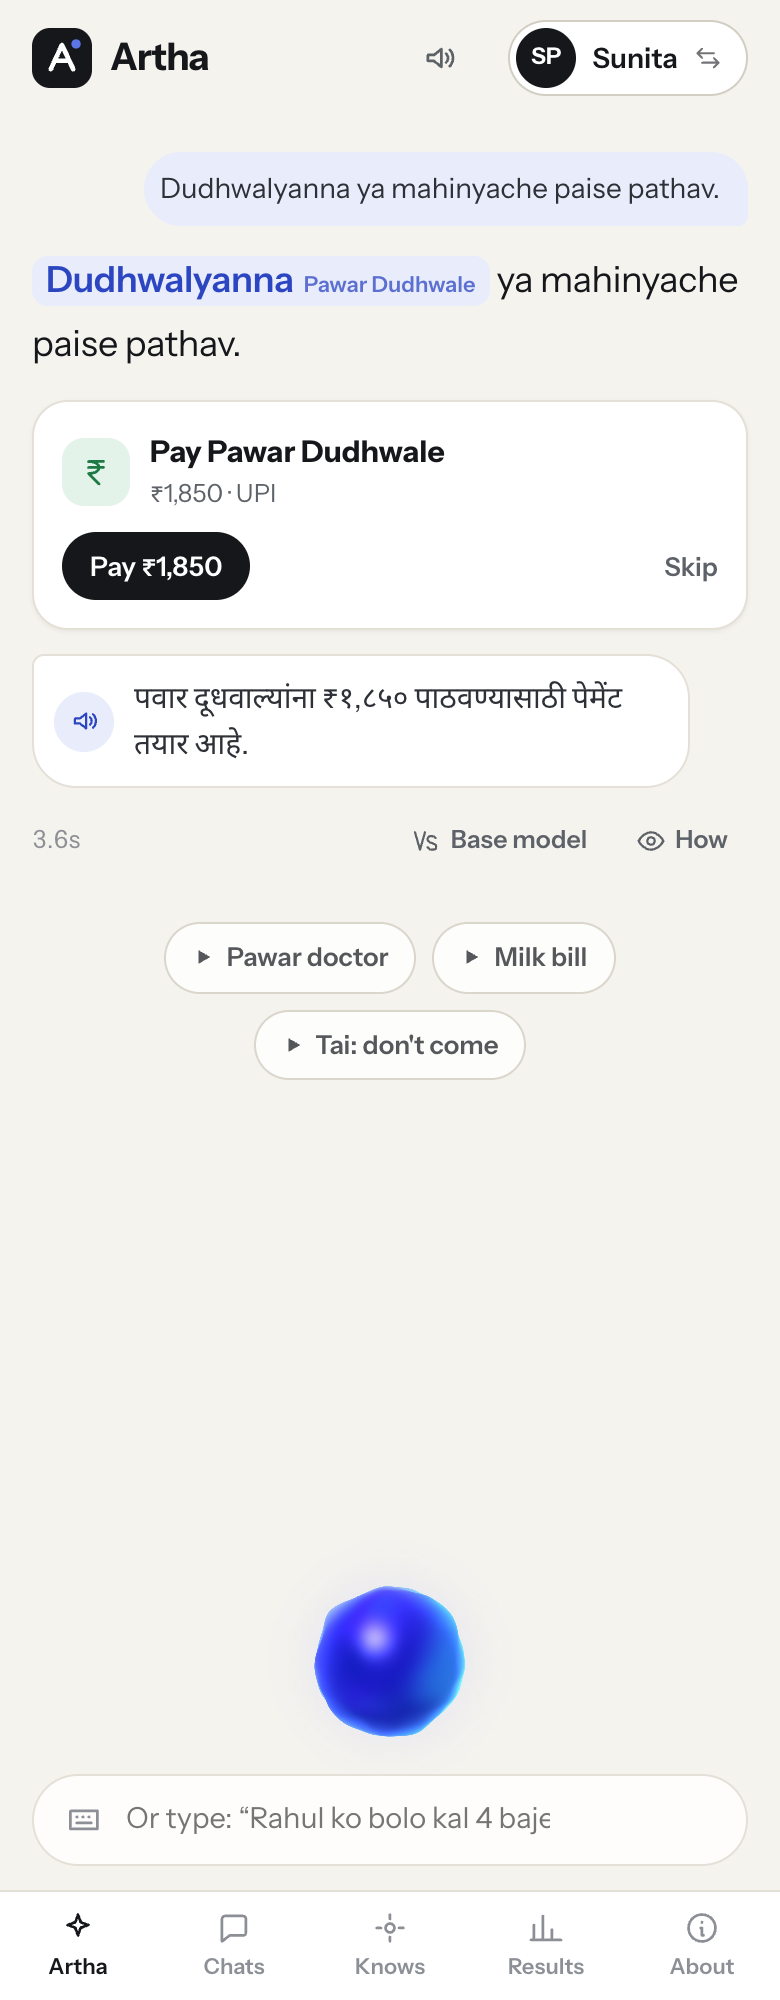 A Artha
SP Sunita
Dudhwalyanna ya mahinyache paise pathav.
Dudhwalyanna Pawar Dudhwale ya mahinyache
paise pathav.
₹ Pay Pawar Dudhwale
₹1,850 · UPI
Pay ₹1,850 Skip
पवार दूधवाल्यांना ₹१,८५० पाठवण्यासाठी पेमेंट
तयार आहे.
3.6s Vs Base model How
Pawar doctor Milk bill
Tai: don't come
Or type: “Rahul ko bolo kal 4 baje
Artha Chats Knows Results About